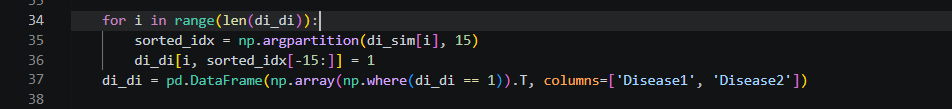 34 for i in range(len(di_di)):
35 sorted_idx = np.argpartition(di_sim[i], 15)
36 di_di[i, sorted_idx[-15:]] = 1
37 di_di = pd.DataFrame(np.array(np.where(di_di == 1)).T, columns=['Disease1', 'Disease2'])
38